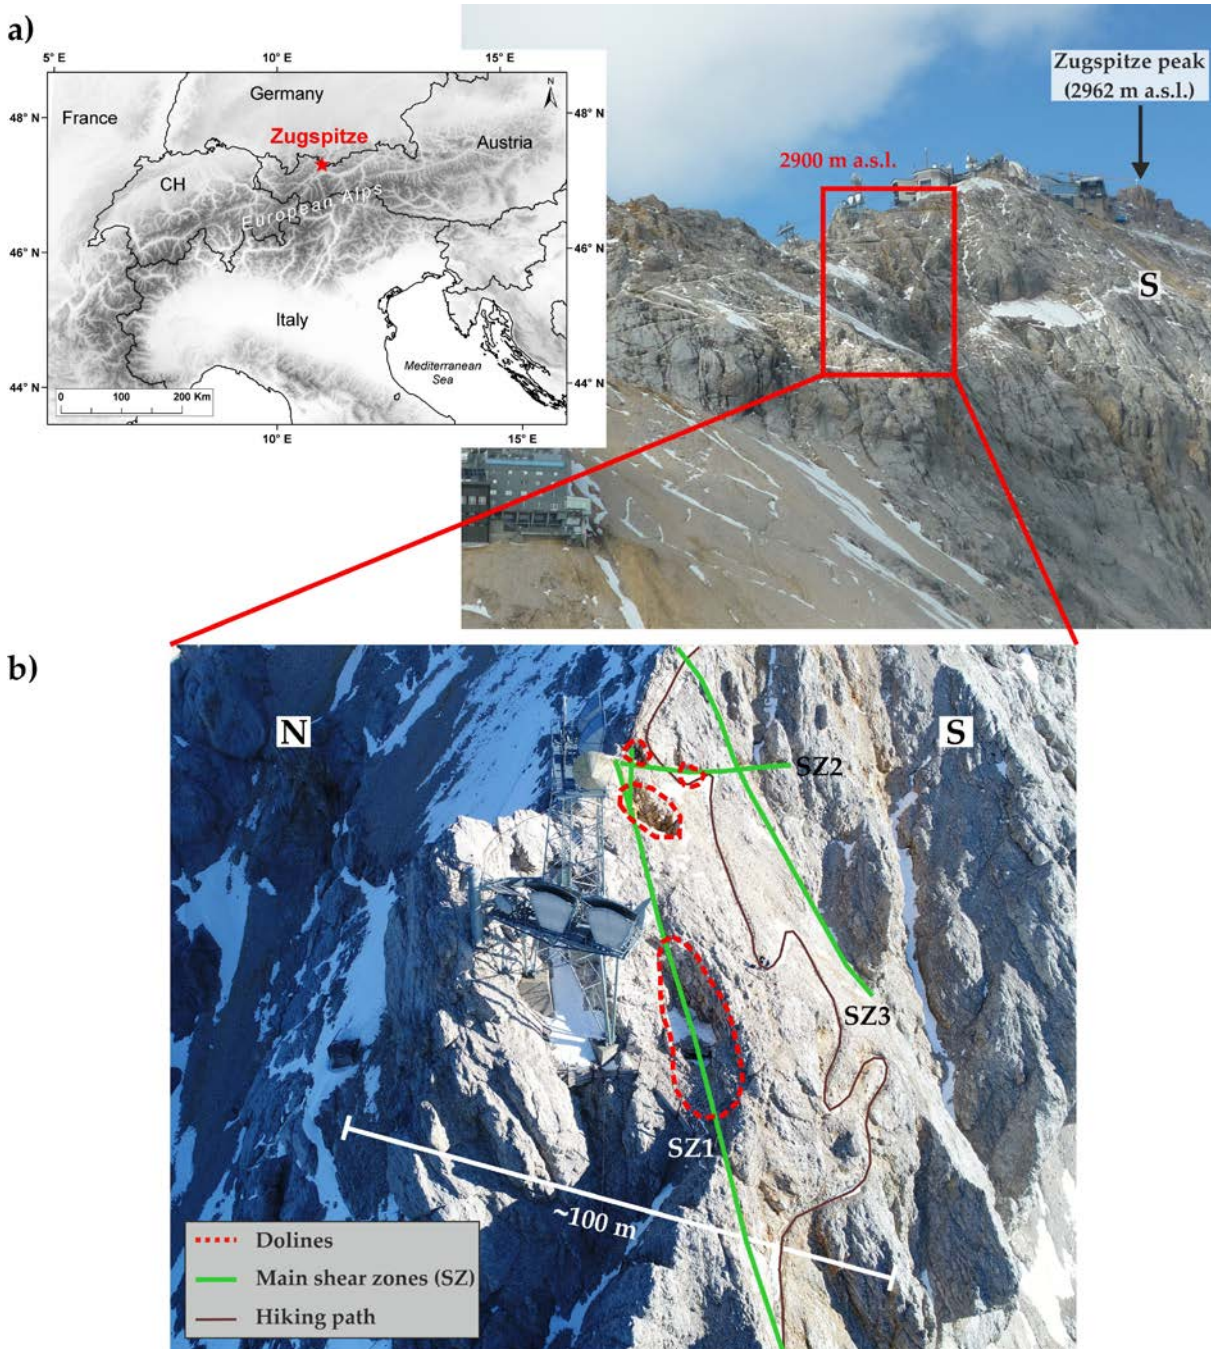 a)
5° E
10° E
15° E
N
48° N
48° N
France
Germany
Austria
Zugspitze
CH
European Alps
46° N
46° N
Italy
Mediterranean
Sea
44° N
44° N
0 100 200 Km
10° E
15° E
Zugspitze peak
(2962 m a.s.l.)
2900 m a.s.l.
S
b)
N
S
SZ2
SZ3
SZ1
~100 m
Dolines
Main shear zones (SZ)
Hiking path